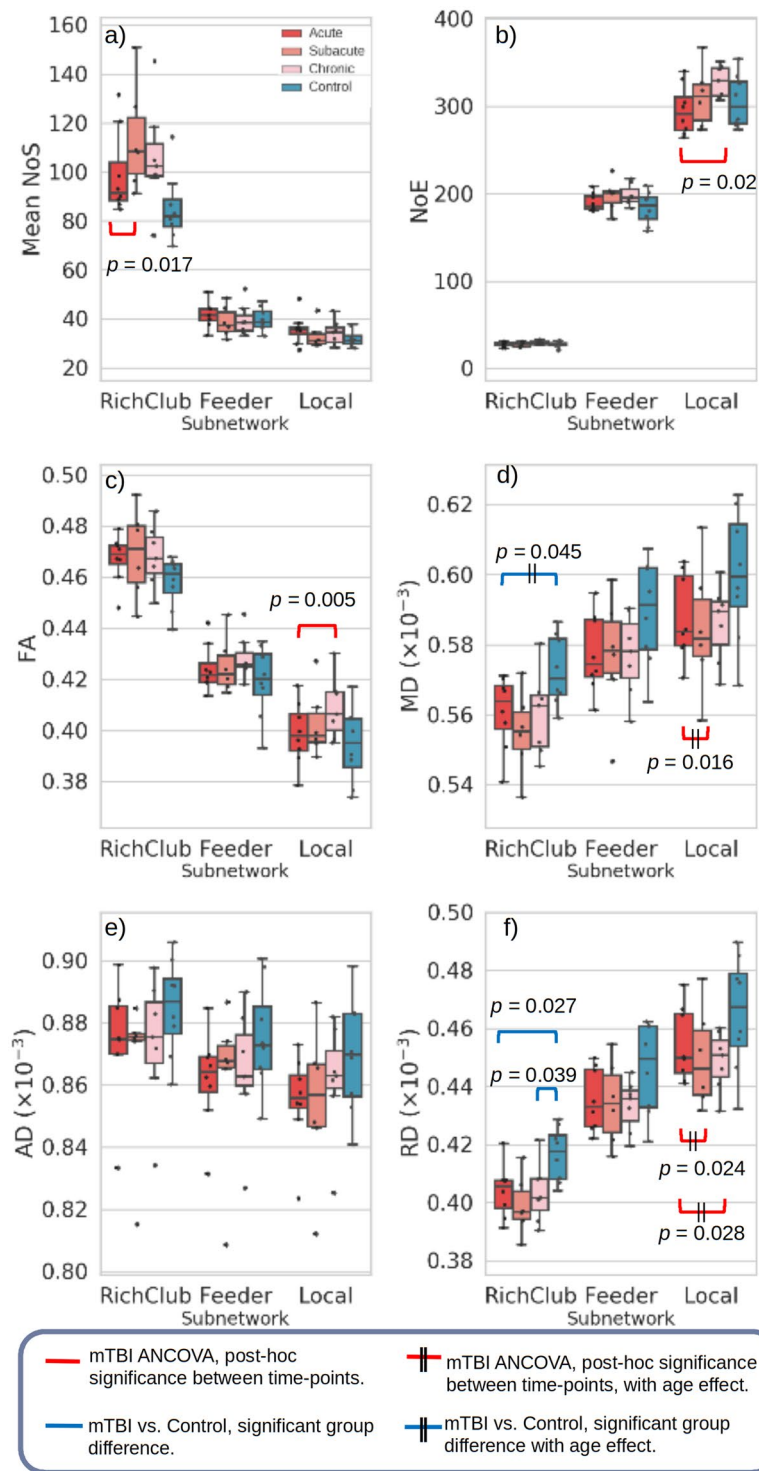 a)
Acute
Subacute
Chronic
Control
160
140
120
100
80
60
40
20
Mean NoS
p = 0.017
RichClub Feeder Local
Subnetwork
b)
400
300
200
100
0
NoE
p = 0.02
RichClub Feeder Local
Subnetwork
c)
0.50
0.48
0.46
0.44
0.42
0.40
0.38
FA
p = 0.005
RichClub Feeder Local
Subnetwork
d)
0.62
0.60
0.58
0.56
0.54
MD (×10⁻³)
p = 0.045
p = 0.016
RichClub Feeder Local
Subnetwork
e)
0.90
0.88
0.86
0.84
0.82
0.80
AD (×10⁻³)
RichClub Feeder Local
Subnetwork
f)
0.50
0.48
0.46
0.44
0.42
0.40
0.38
RD (×10⁻³)
p = 0.027
p = 0.039
p = 0.024
p = 0.028
RichClub Feeder Local
Subnetwork
mTBI ANCOVA, post-hoc
significance between time-points.
mTBI ANCOVA, post-hoc significance
between time-points, with age effect.
mTBI vs. Control, significant group
difference.
mTBI vs. Control, significant group
difference with age effect.